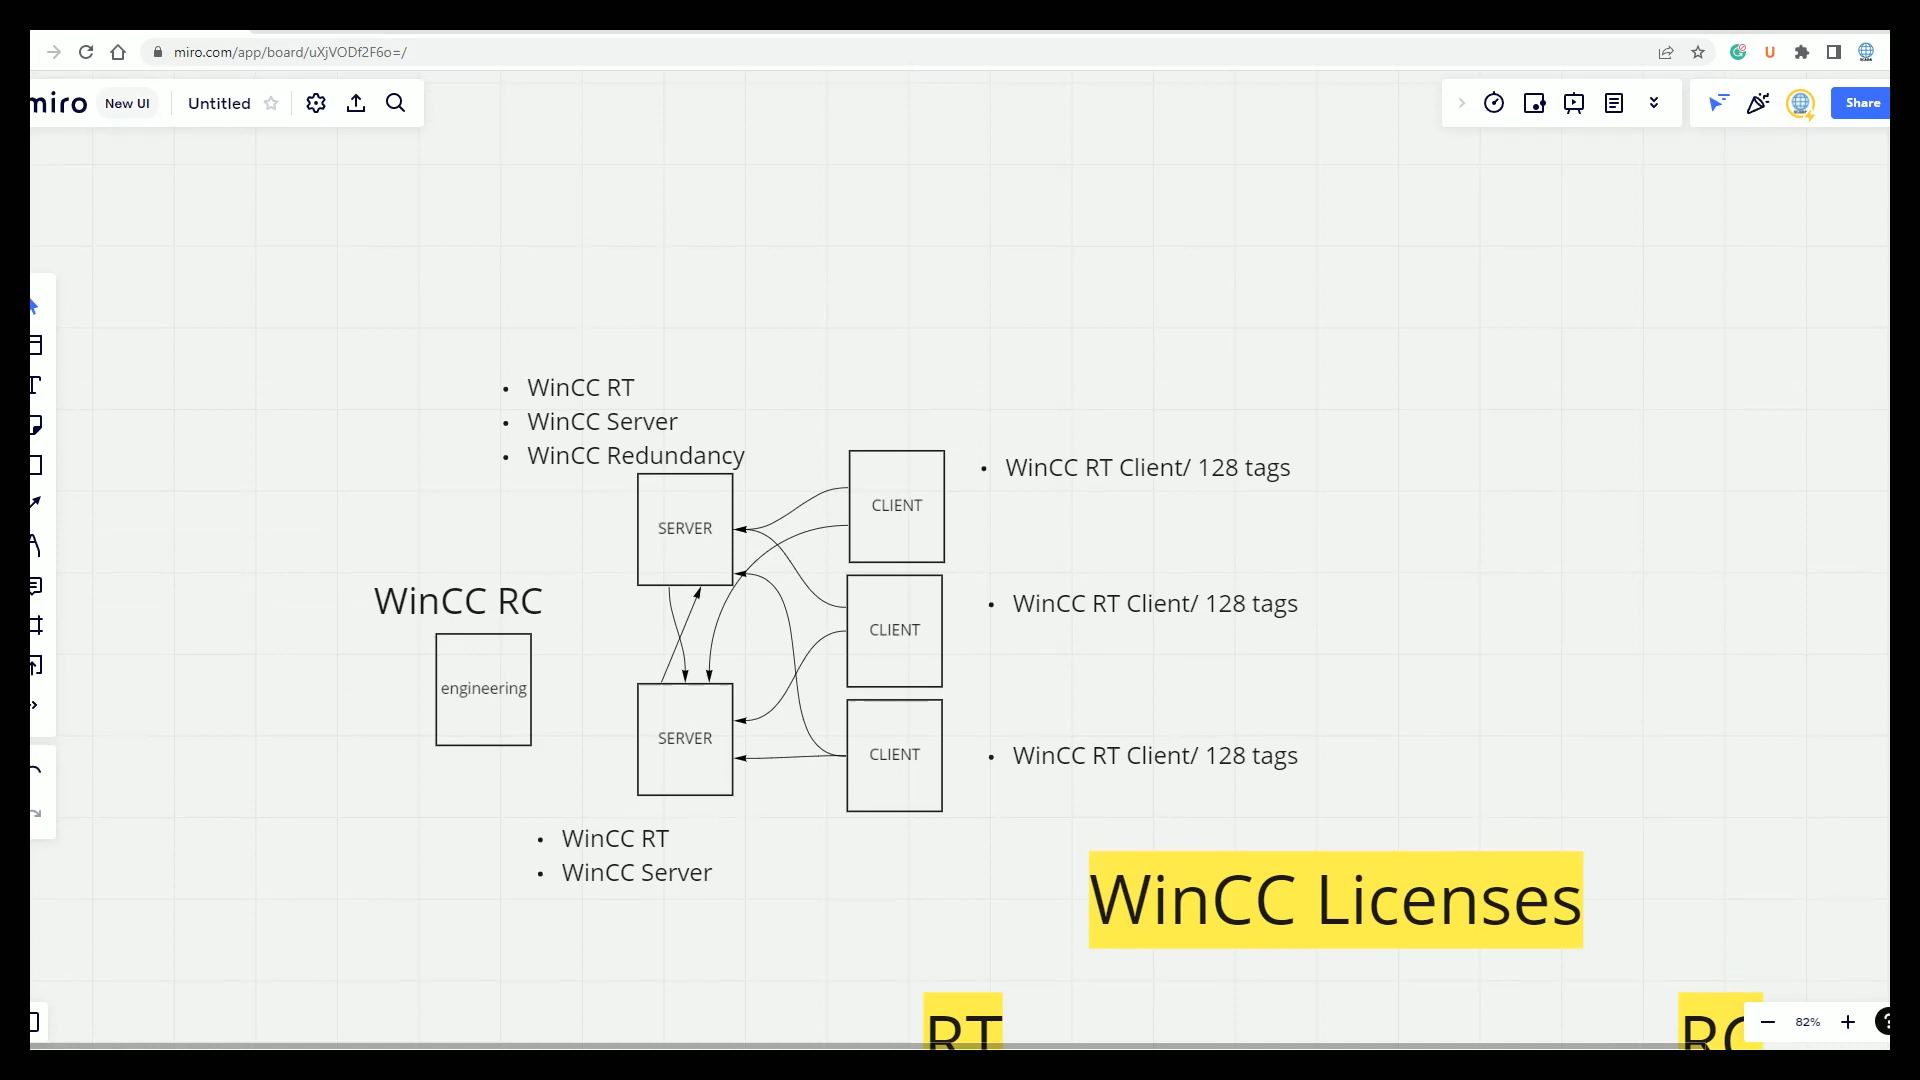 miro.com/app/board/uXjVODf2F6o=/
miro
New UI
Untitled
Share
WinCC RT
WinCC Server
WinCC Redundancy
SERVER
CLIENT
WinCC RT Client/ 128 tags
WinCC RC
engineering
CLIENT
WinCC RT Client/ 128 tags
SERVER
CLIENT
WinCC RT Client/ 128 tags
WinCC RT
WinCC Server
WinCC Licenses
RT
RC
82%